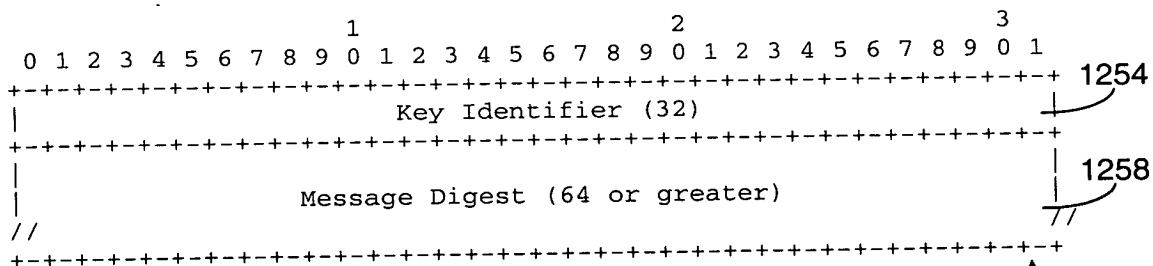 1 2 3
0 1 2 3 4 5 6 7 8 9 0 1 2 3 4 5 6 7 8 9 0 1 2 3 4 5 6 7 8 9 0 1
+-+-+-+-+-+-+-+-+-+-+-+-+-+-+-+-+-+-+-+-+-+-+-+-+-+-+-+-+-+-+-+-+ 1254
| Key Identifier (32) |
+-+-+-+-+-+-+-+-+-+-+-+-+-+-+-+-+-+-+-+-+-+-+-+-+-+-+-+-+-+-+-+-+
| | 1258
| Message Digest (64 or greater) |
// //
+-+-+-+-+-+-+-+-+-+-+-+-+-+-+-+-+-+-+-+-+-+-+-+-+-+-+-+-+-+-+-+-+